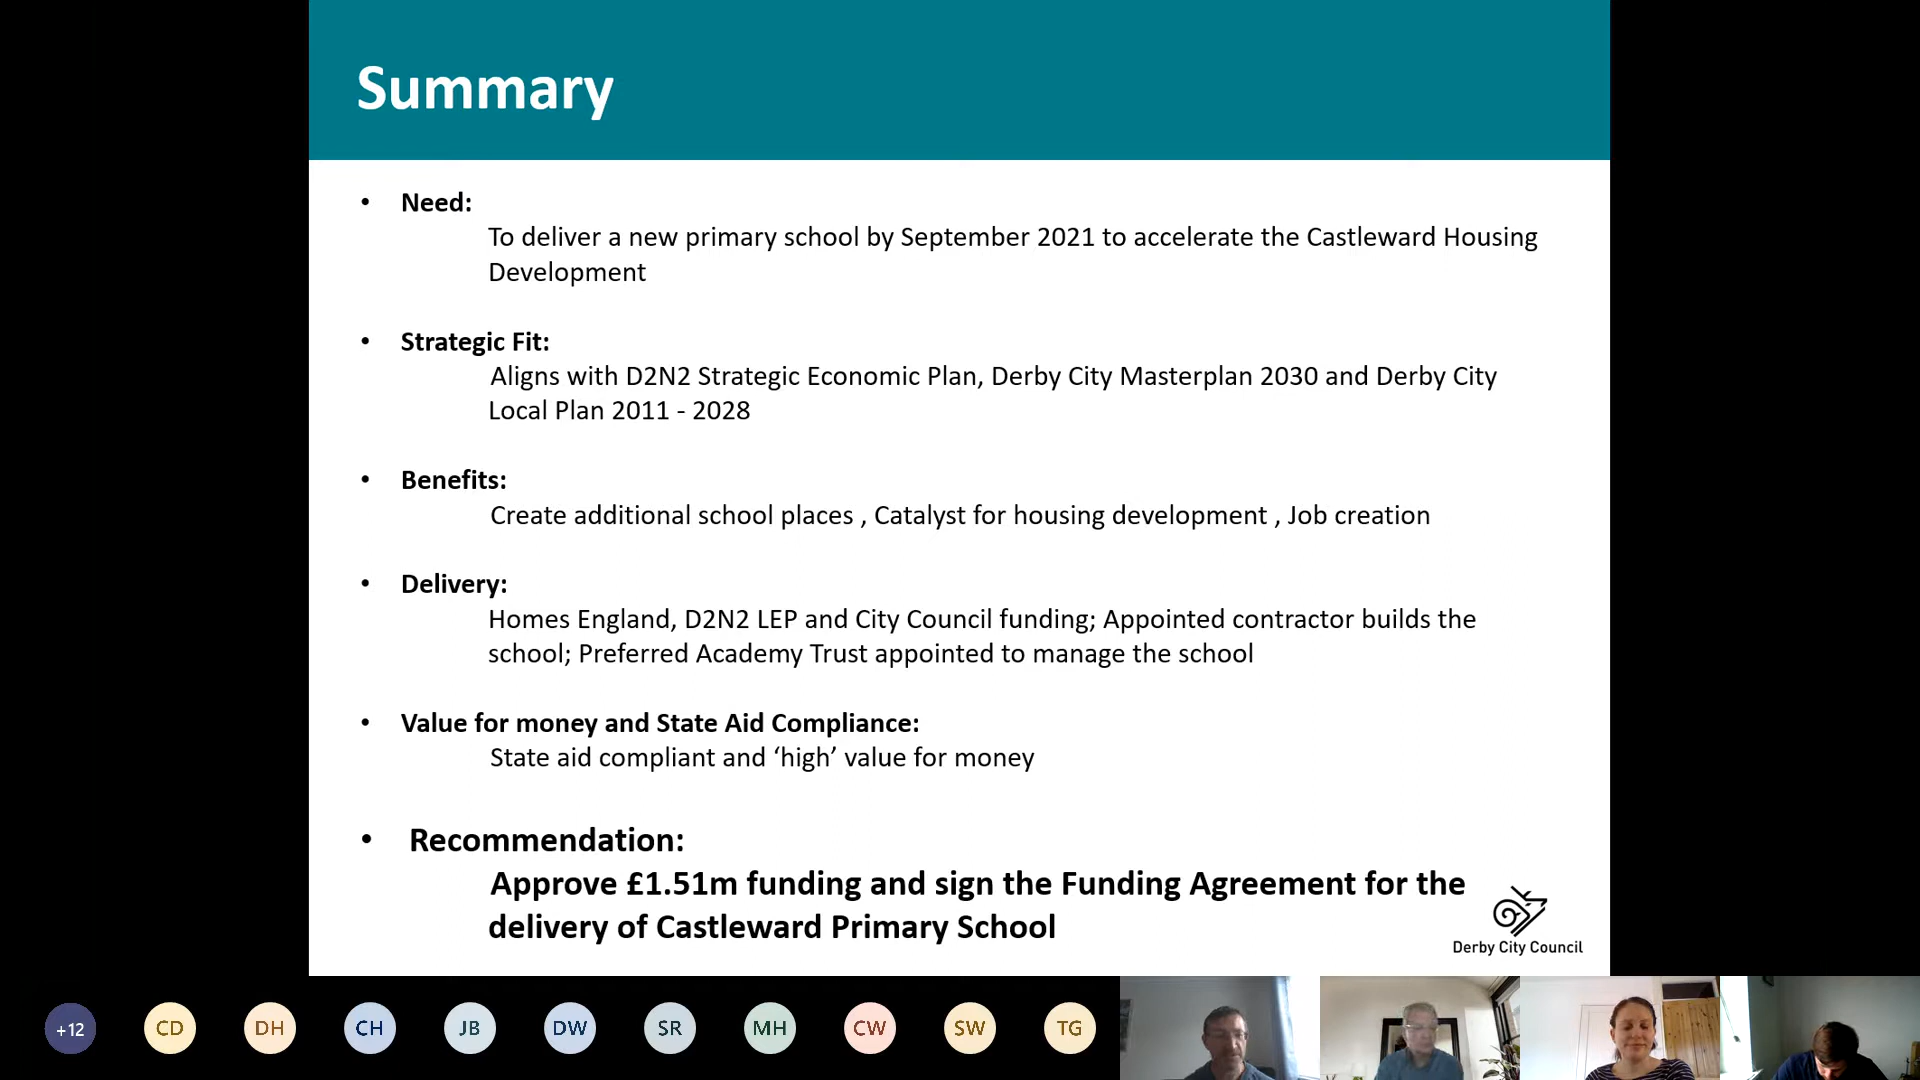 Summary
• Need:
To deliver a new primary school by September 2021 to accelerate the Castleward Housing
Development
• Strategic Fit:
Aligns with D2N2 Strategic Economic Plan, Derby City Masterplan 2030 and Derby City
Local Plan 2011 - 2028
• Benefits:
Create additional school places , Catalyst for housing development , Job creation
• Delivery:
Homes England, D2N2 LEP and City Council funding; Appointed contractor builds the
school; Preferred Academy Trust appointed to manage the school
• Value for money and State Aid Compliance:
State aid compliant and ‘high’ value for money
• Recommendation:
Approve £1.51m funding and sign the Funding Agreement for the
delivery of Castleward Primary School
Derby City Council
+12 CD DH CH JB DW SR MH CW SW TG